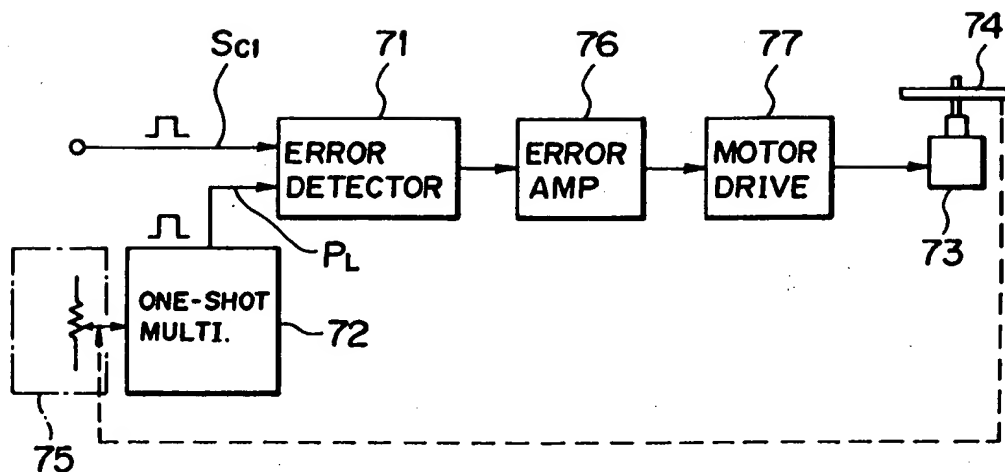 SC1
71
76
77
74
ERROR
DETECTOR
ERROR
AMP
MOTOR
DRIVE
73
PL
ONE-SHOT
MULTI.
72
75